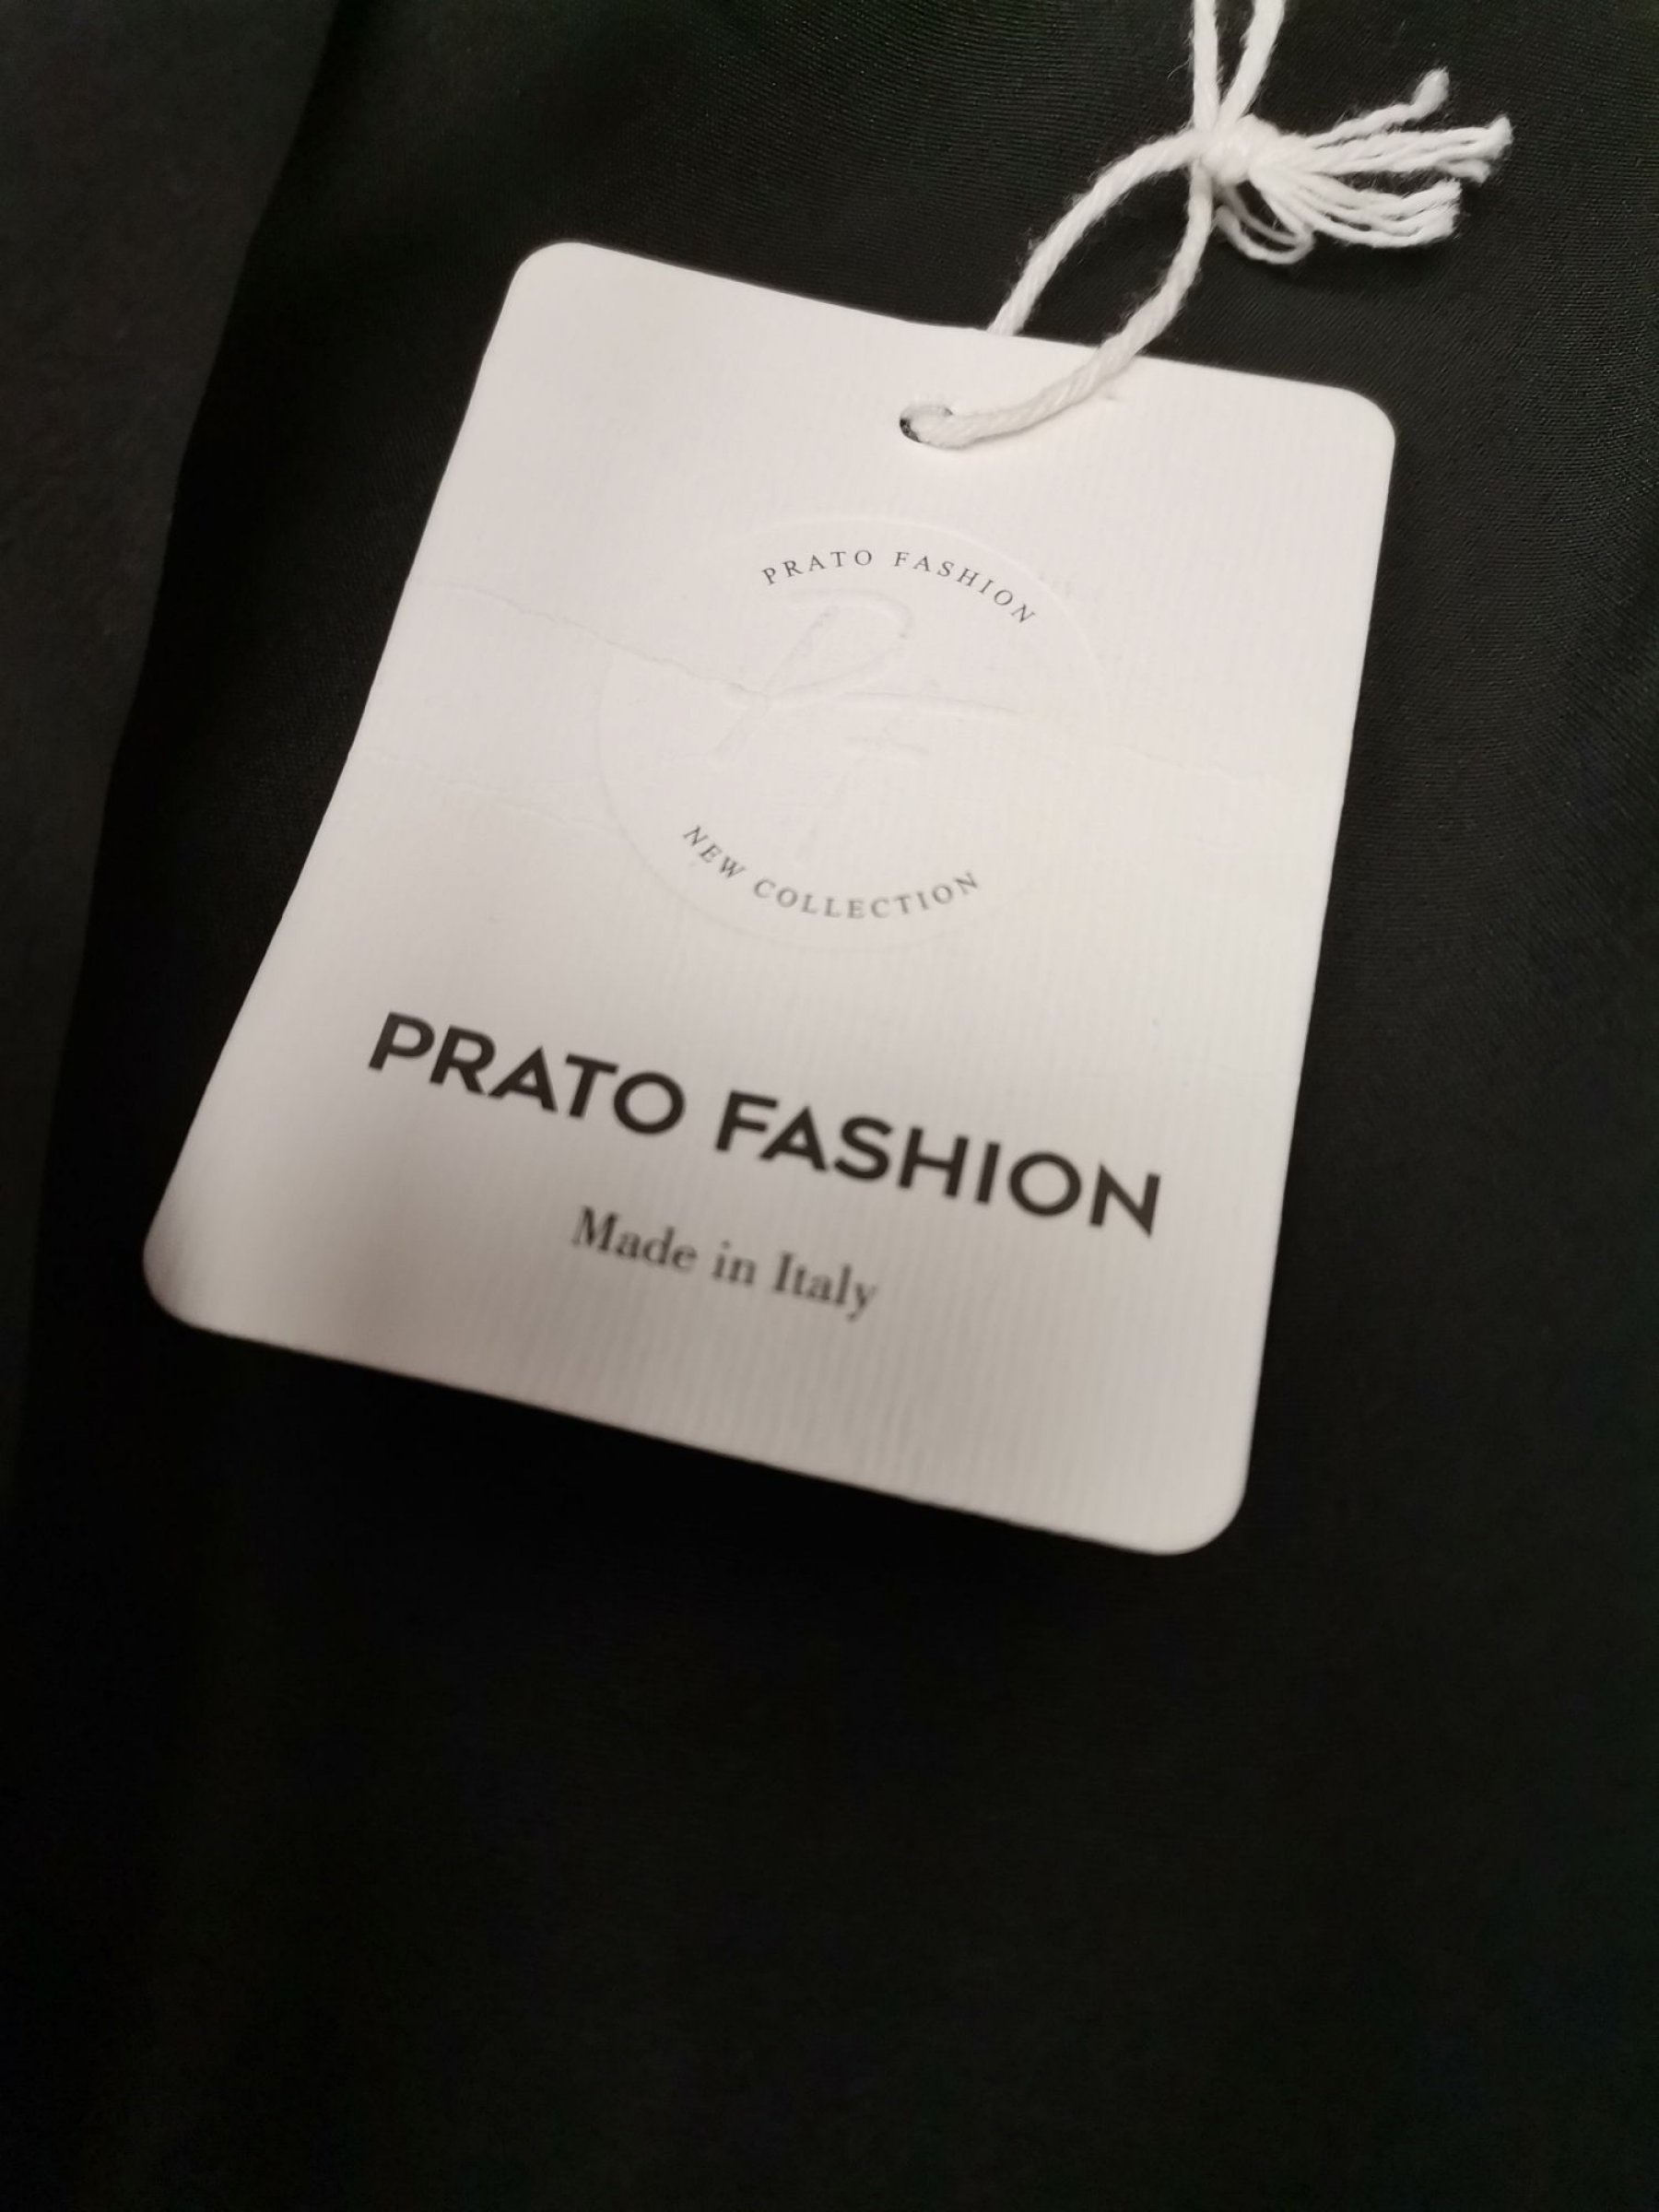 PRATO FASHION
NEW COLLECTION
PRATO FASHION
Made in Italy